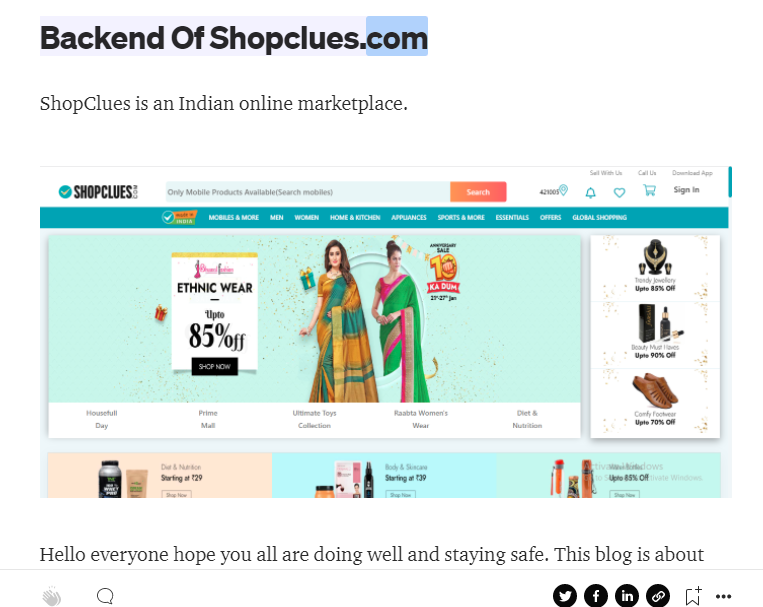 Backend Of Shopclues.com
ShopClues is an Indian online marketplace.
Sell With Us Call Us Download App
SHOPCLUES.COM
Only Mobile Products Available(Search mobiles)
Search
421005
Sign In
MADE IN INDIA
MOBILES & MORE MEN WOMEN HOME & KITCHEN APPLIANCES SPORTS & MORE ESSENTIALS OFFERS GLOBAL SHOPPING
ETHNIC WEAR
Upto
85% off
SHOP NOW
ANNIVERSARY
SALE
10
KA DUM
23rd-27th Jan
Trendy Jewellery
Upto 85% Off
Beauty Must Haves
Upto 90% Off
Comfy Footwear
Upto 70% Off
Housefull
Day
Prime
Mall
Ultimate Toys
Collection
Raabta Women's
Wear
Diet &
Nutrition
Diet & Nutrition
Starting at ₹29
Shop Now
Body & Skincare
Starting at ₹39
Shop Now
Upto 85% Off
Shop Now
Hello everyone hope you all are doing well and staying safe. This blog is about